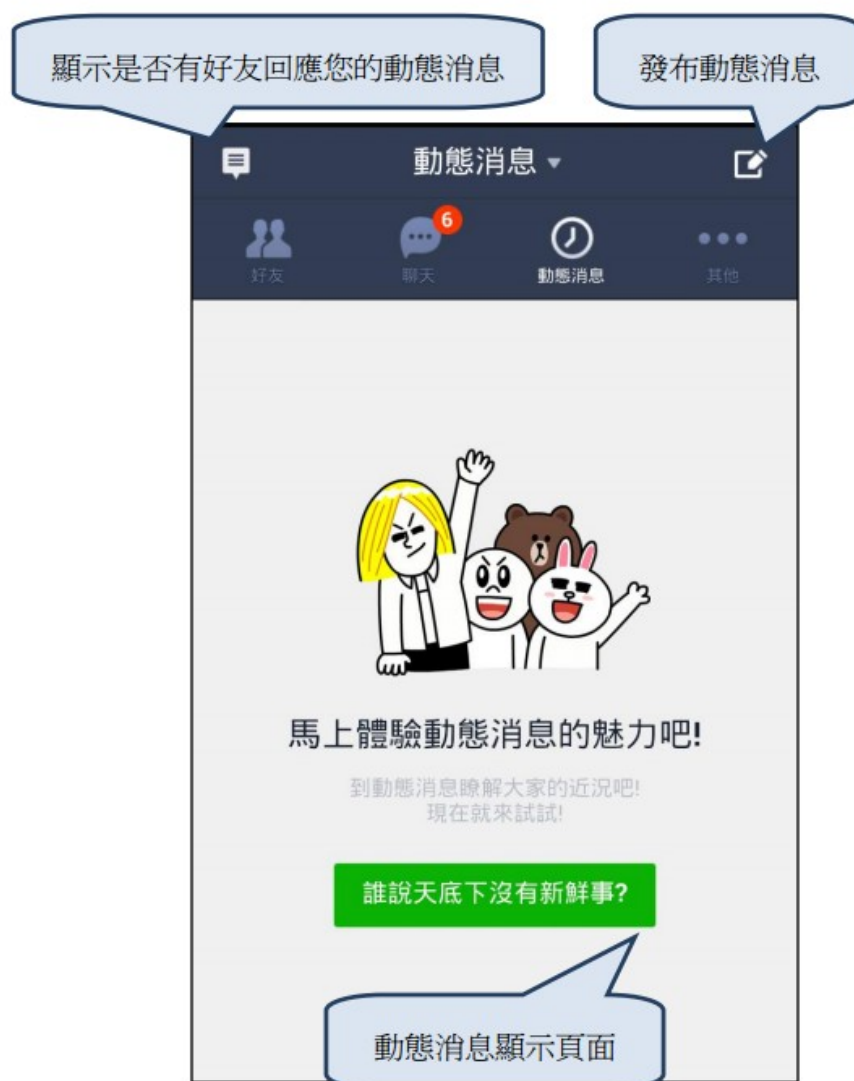 顯示是否有好友回應您的動態消息
發布動態消息
動態消息
6
好友
聊天
動態消息
其他
馬上體驗動態消息的魅力吧!
到動態消息瞭解大家的近況吧!
現在就來試試!
誰說天底下沒有新鮮事?
動態消息顯示頁面